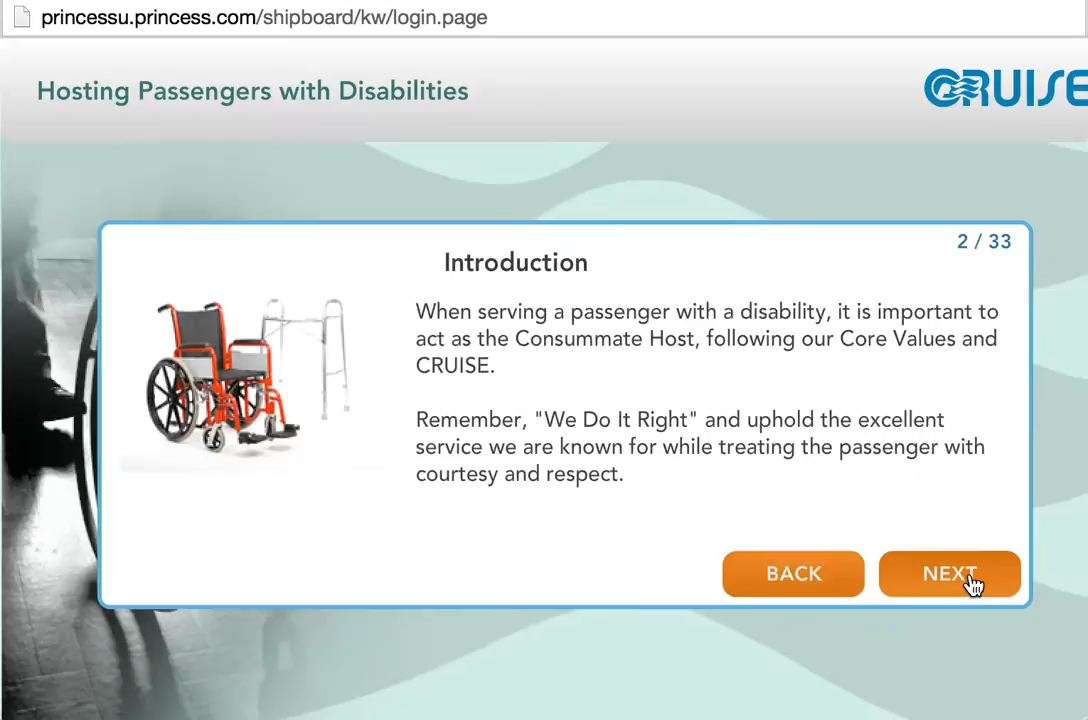 princessu.princess.com/shipboard/kw/login.page
Hosting Passengers with Disabilities
CRUISE
2 / 33
Introduction
When serving a passenger with a disability, it is important to
act as the Consummate Host, following our Core Values and
CRUISE.
Remember, "We Do It Right" and uphold the excellent
service we are known for while treating the passenger with
courtesy and respect.
BACK
NEXT